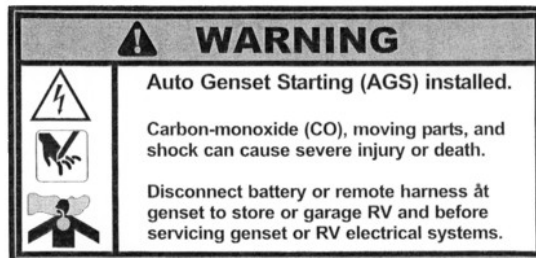 WARNING
Auto Genset Starting (AGS) installed.
Carbon-monoxide (CO), moving parts, and
shock can cause severe injury or death.
Disconnect battery or remote harness åt
genset to store or garage RV and before
servicing genset or RV electrical systems.